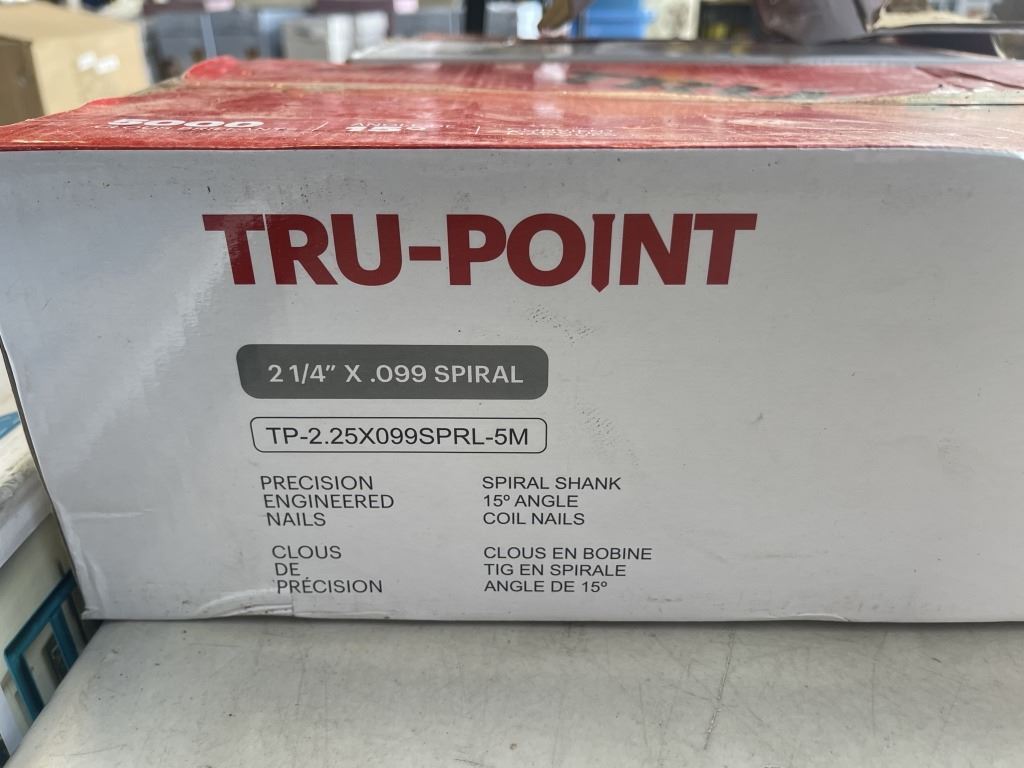 5000
TRU-POINT
2 1/4" X .099 SPIRAL
TP-2.25X099SPRL-5M
PRECISION
ENGINEERED
NAILS
SPIRAL SHANK
15º ANGLE
COIL NAILS
CLOUS
DE
PRÉCISION
CLOUS EN BOBINE
TIG EN SPIRALE
ANGLE DE 15º